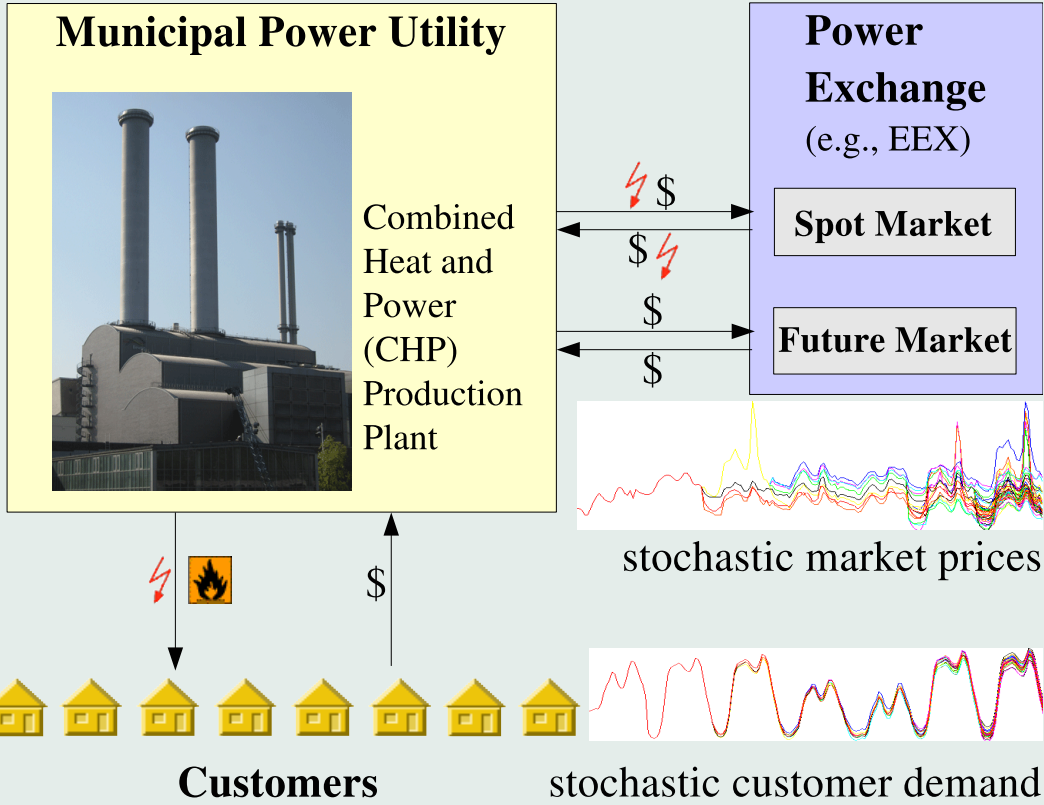 Municipal Power Utility
Combined
Heat and
Power
(CHP)
Production
Plant
Power
Exchange
(e.g., EEX)
$
Spot Market
$
$
Future Market
$
stochastic market prices
$
stochastic customer demand
Customers